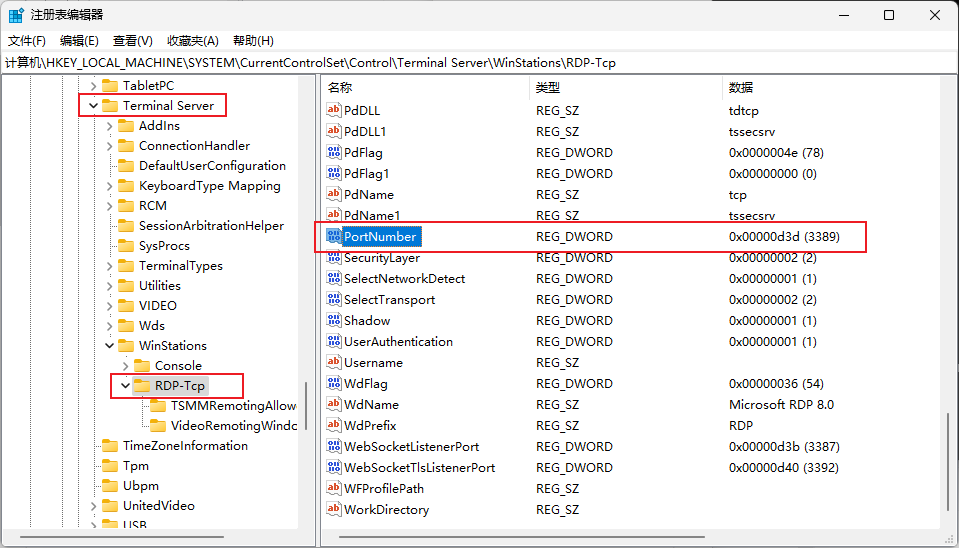 注册表编辑器
文件(F) 编辑(E) 查看(V) 收藏夹(A) 帮助(H)
计算机\HKEY_LOCAL_MACHINE\SYSTEM\CurrentControlSet\Control\Terminal Server\WinStations\RDP-Tcp
TabletPC
Terminal Server
AddIns
ConnectionHandler
DefaultUserConfiguration
KeyboardType Mapping
RCM
SessionArbitrationHelper
SysProcs
TerminalTypes
Utilities
VIDEO
Wds
WinStations
Console
RDP-Tcp
TSMMRemotingAllow
VideoRemotingWindo
TimeZoneInformation
Tpm
Ubpm
UnitedVideo
USB
名称 类型 数据
PdDLL REG_SZ tdtcp
PdDLL1 REG_SZ tssecsrv
PdFlag REG_DWORD 0x0000004e (78)
PdFlag1 REG_DWORD 0x00000000 (0)
PdName REG_SZ tcp
PdName1 REG_SZ tssecsrv
PortNumber REG_DWORD 0x00000d3d (3389)
SecurityLayer REG_DWORD 0x00000002 (2)
SelectNetworkDetect REG_DWORD 0x00000001 (1)
SelectTransport REG_DWORD 0x00000002 (2)
Shadow REG_DWORD 0x00000001 (1)
UserAuthentication REG_DWORD 0x00000001 (1)
Username REG_SZ
WdFlag REG_DWORD 0x00000036 (54)
WdName REG_SZ Microsoft RDP 8.0
WdPrefix REG_SZ RDP
WebSocketListenerPort REG_DWORD 0x00000d3b (3387)
WebSocketTlsListenerPort REG_DWORD 0x00000d40 (3392)
WFProfilePath REG_SZ
WorkDirectory REG_SZ